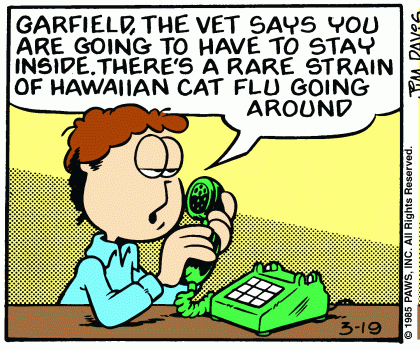 GARFIELD, THE VET SAYS YOU
ARE GOING TO HAVE TO STAY
INSIDE. THERE'S A RARE STRAIN
OF HAWAIIAN CAT FLU GOING
AROUND
JIM DAVIS
© 1985 PAWS, INC. All Rights Reserved.
3-19